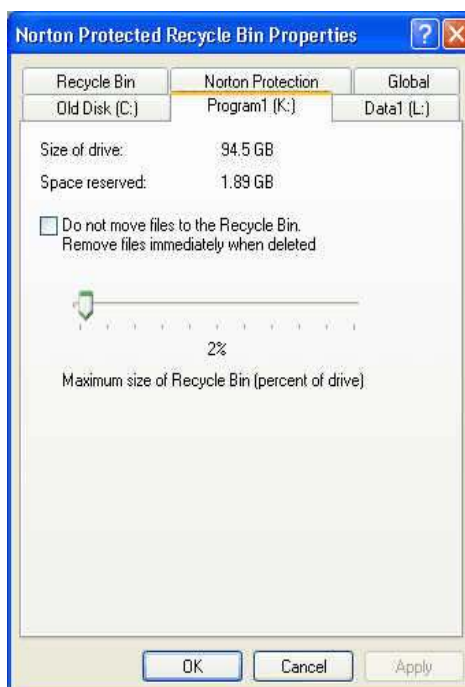 Norton Protected Recycle Bin Properties
Recycle Bin Norton Protection Global
Old Disk (C:) Program1 (K:) Data1 (L:)
Size of drive: 94.5 GB
Space reserved: 1.89 GB
Do not move files to the Recycle Bin.
Remove files immediately when deleted
2%
Maximum size of Recycle Bin (percent of drive)
OK Cancel Apply